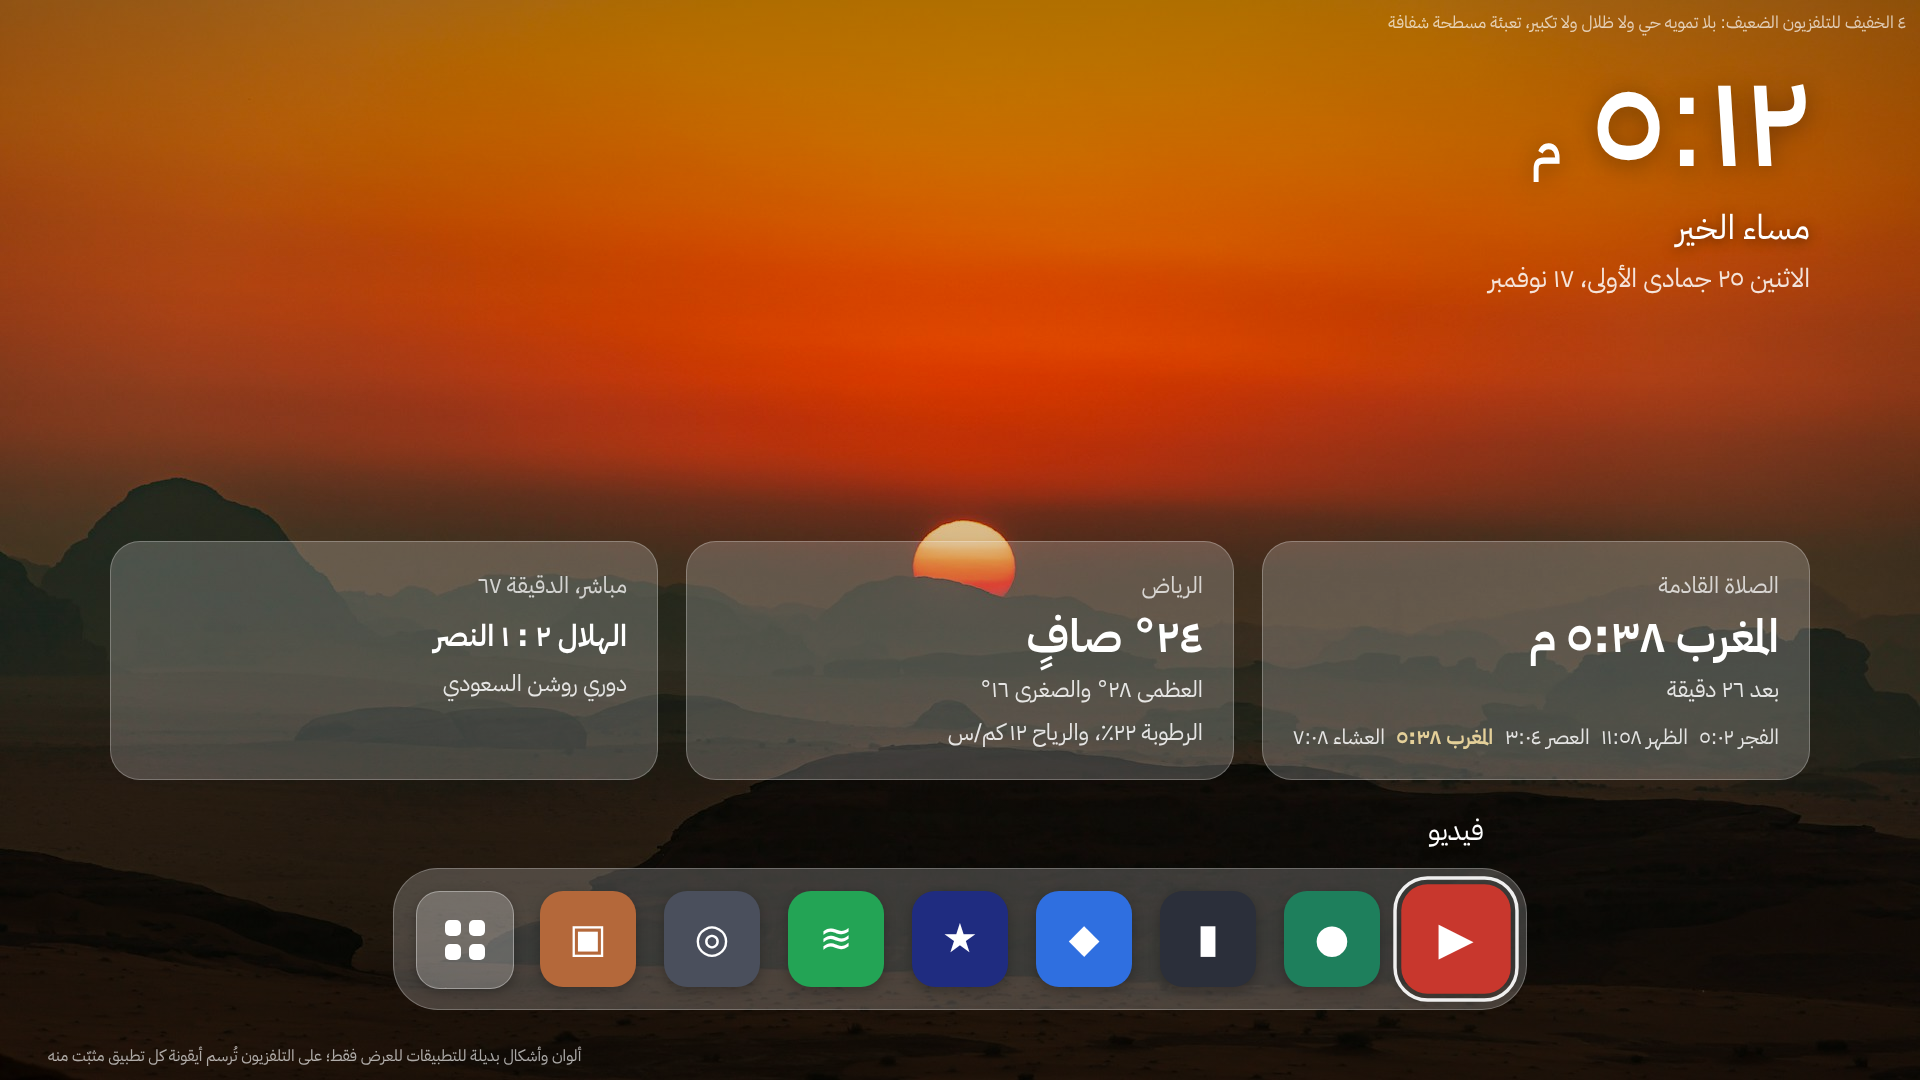 ٤ الخفيف للتلفزيون الضعيف: بلا تمويه حي ولا ظلال ولا تكبير، تعبئة مسطحة شفافة
٥:١٢ م
مساء الخير
الاثنين ٢٥ جمادى الأولى، ١٧ نوفمبر
الصلاة القادمة
المغرب ٥:٣٨ م
بعد ٢٦ دقيقة
الفجر ٥:٠٢ الظهر ١١:٥٨ العصر ٣:٠٤ المغرب ٥:٣٨ العشاء ٧:٠٨
الرياض
٢٤° صافٍ
العظمى ٢٨° والصغرى ١٦°
الرطوبة ٢٢٪، والرياح ١٢ كم/س
مباشر، الدقيقة ٦٧
الهلال ٢ : ١ النصر
دوري روشن السعودي
فيديو
ألوان وأشكال بديلة للتطبيقات للعرض فقط؛ على التلفزيون تُرسم أيقونة كل تطبيق مثبّت منه